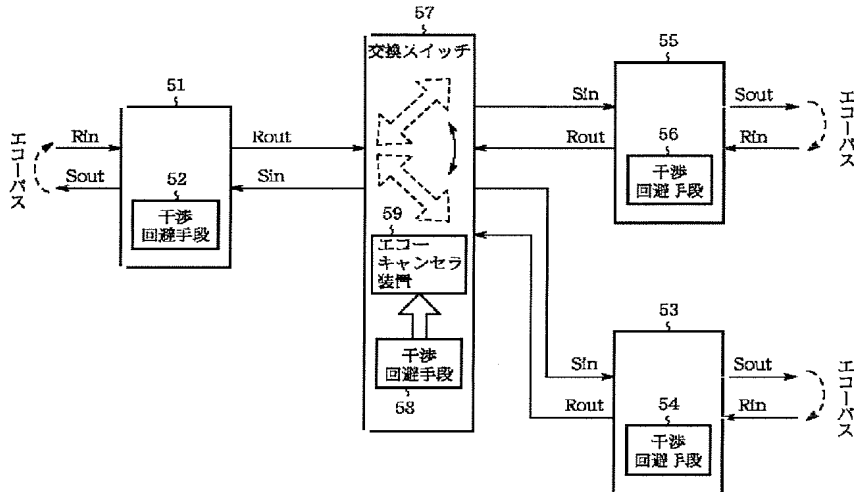 57
交換スイッチ
55
51
Sin
Sout
エコーパス
エコーパス
Rin
Rout
Rout
Rin
56
Sout
52
Sin
干渉
回避手段
干渉
回避手段
59
エコー
キャンセラ
装置
53
干渉
回避手段
58
Sin
Sout
エコーパス
Rout
54
Rin
干渉
回避手段